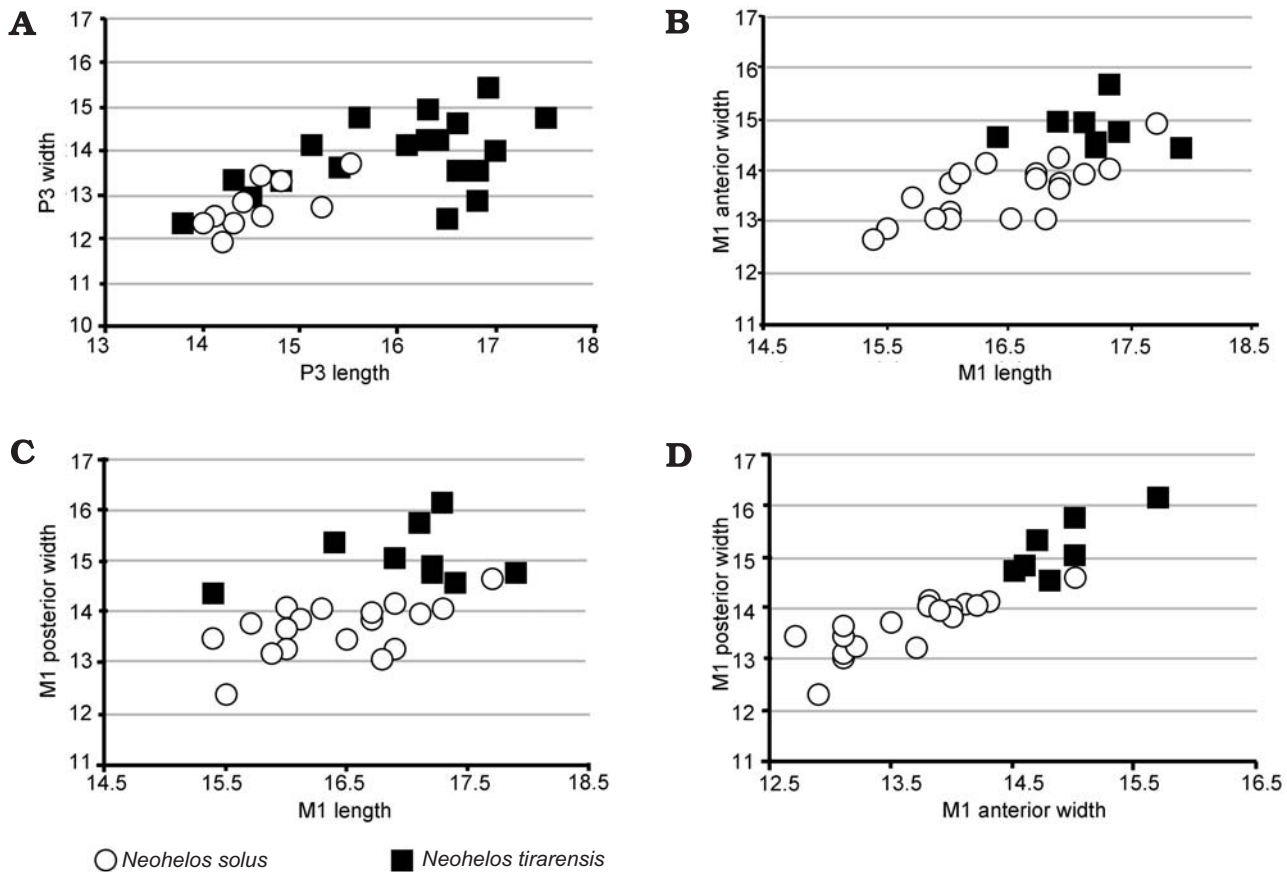 A
17
16
15
14
13
12
11
10
P3 width
13 14 15 16 17 18
P3 length
B
17
16
15
14
13
12
11
M1 anterior width
14.5 15.5 16.5 17.5 18.5
M1 length
C
17
16
15
14
13
12
11
M1 posterior width
14.5 15.5 16.5 17.5 18.5
M1 length
D
17
16
15
14
13
12
11
M1 posterior width
12.5 13.5 14.5 15.5 16.5
M1 anterior width
Neohelos solus Neohelos tirarensis